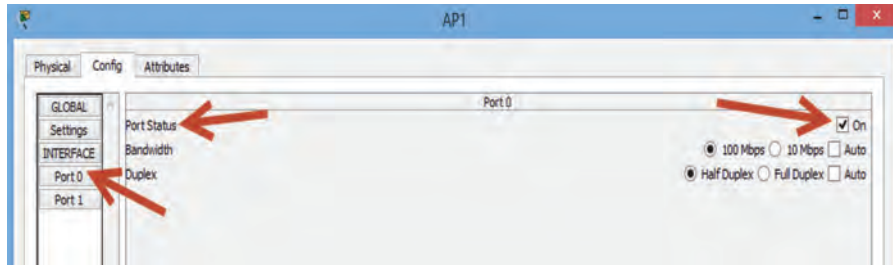 AP1
Physical Config Attributes
GLOBAL
Settings
INTERFACE
Port 0
Port 1
Port 0
Port Status On
Bandwidth 100 Mbps 10 Mbps Auto
Duplex Half Duplex Full Duplex Auto